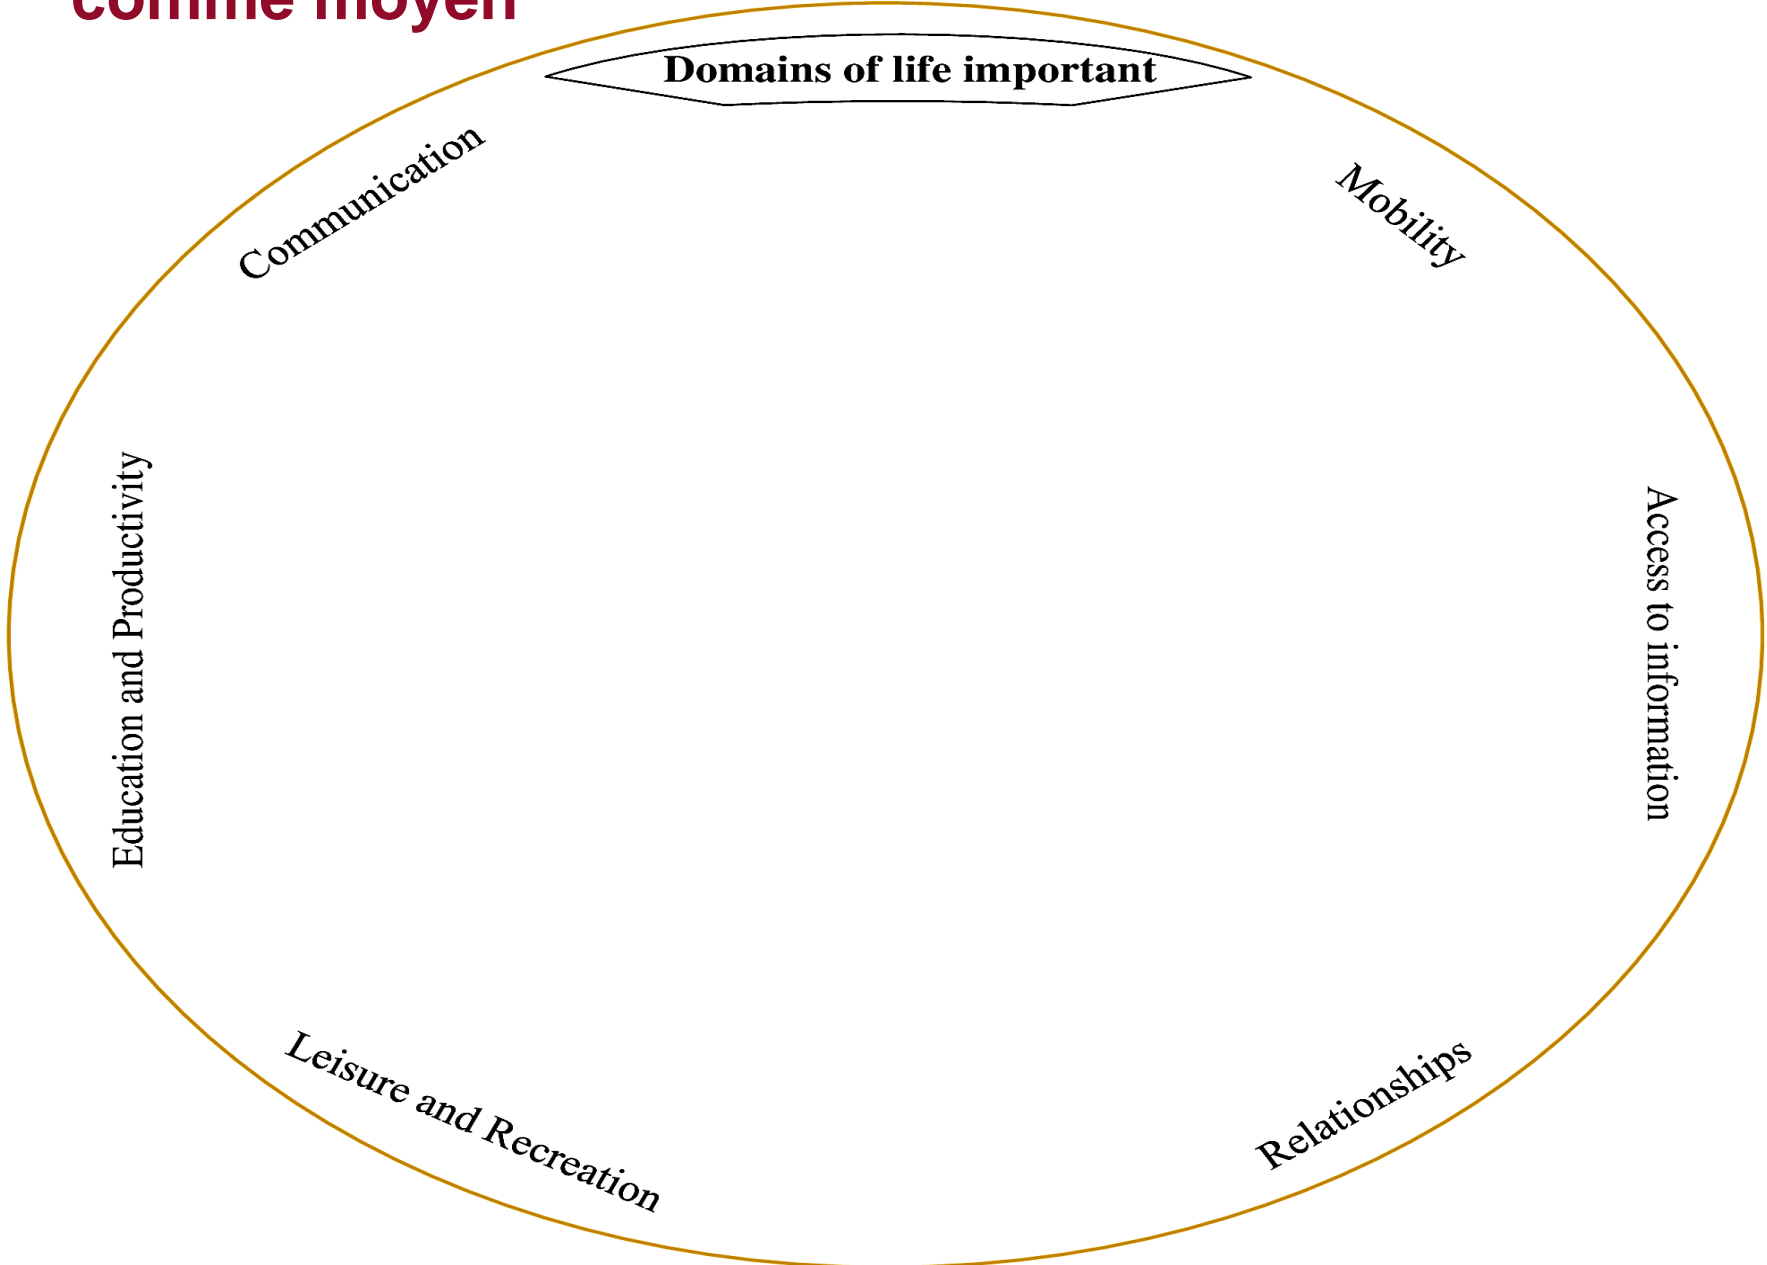 comme moyen
Domains of life important
Communication
Mobility
Education and Productivity
Access to information
Leisure and Recreation
Relationships